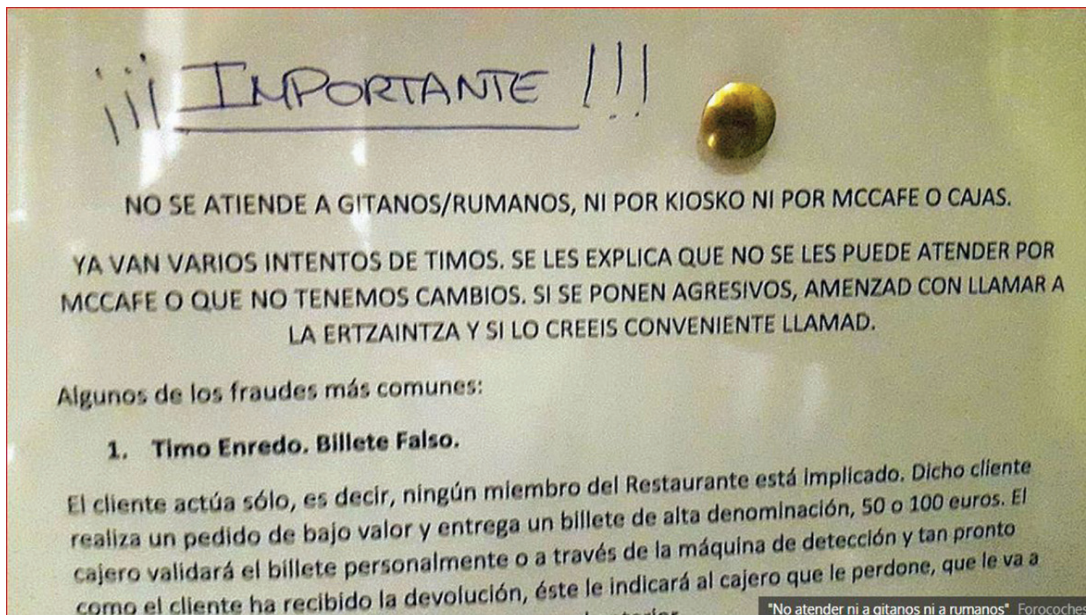 ¡¡¡ IMPORTANTE !!!
NO SE ATIENDE A GITANOS/RUMANOS, NI POR KIOSKO NI POR MCCAFE O CAJAS.
YA VAN VARIOS INTENTOS DE TIMOS. SE LES EXPLICA QUE NO SE LES PUEDE ATENDER POR
MCCAFE O QUE NO TENEMOS CAMBIOS. SI SE PONEN AGRESIVOS, AMENZAD CON LLAMAR A
LA ERTZAINTZA Y SI LO CREEIS CONVENIENTE LLAMAD.
Algunos de los fraudes más comunes:
1. Timo Enredo. Billete Falso.
El cliente actúa sólo, es decir, ningún miembro del Restaurante está implicado. Dicho cliente
realiza un pedido de bajo valor y entrega un billete de alta denominación, 50 o 100 euros. El
cajero validará el billete personalmente o a través de la máquina de detección y tan pronto
como el cliente ha recibido la devolución, éste le indicará al cajero que le perdone, que le va a
"No atender ni a gitanos ni a rumanos" Forocoches